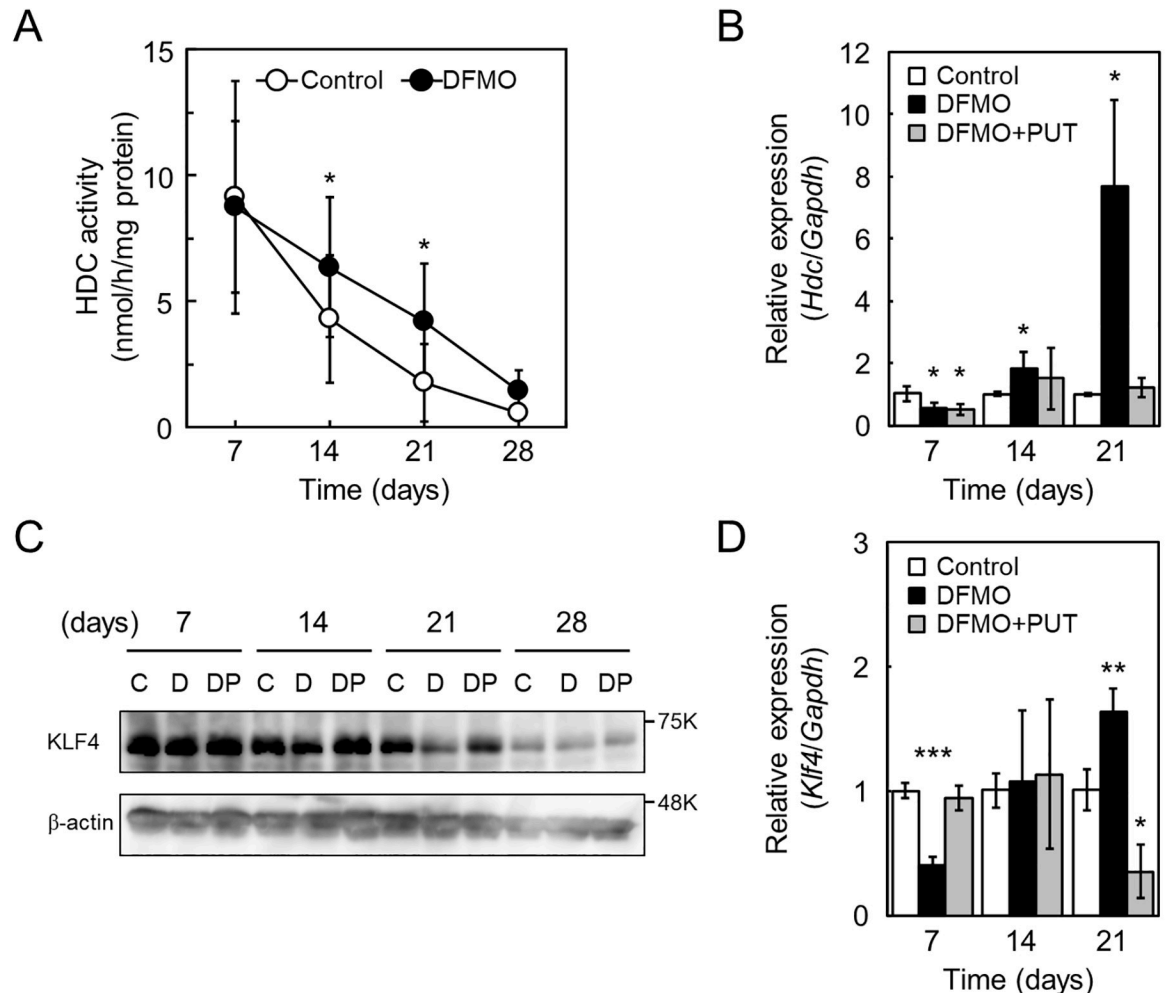 A
15
10
5
0
HDC activity
(nmol/h/mg protein)
Control DFMO
*
*
7 14 21 28
Time (days)
B
12
10
8
6
4
2
0
Relative expression
(Hdc/Gapdh)
Control
DFMO
DFMO+PUT
*
* *
*
7 14 21
Time (days)
C
(days) 7 14 21 28
C D DP C D DP C D DP C D DP
KLF4
75K
β-actin
48K
D
3
2
1
0
Relative expression
(Klf4/Gapdh)
Control
DFMO
DFMO+PUT
***
**
*
7 14 21
Time (days)